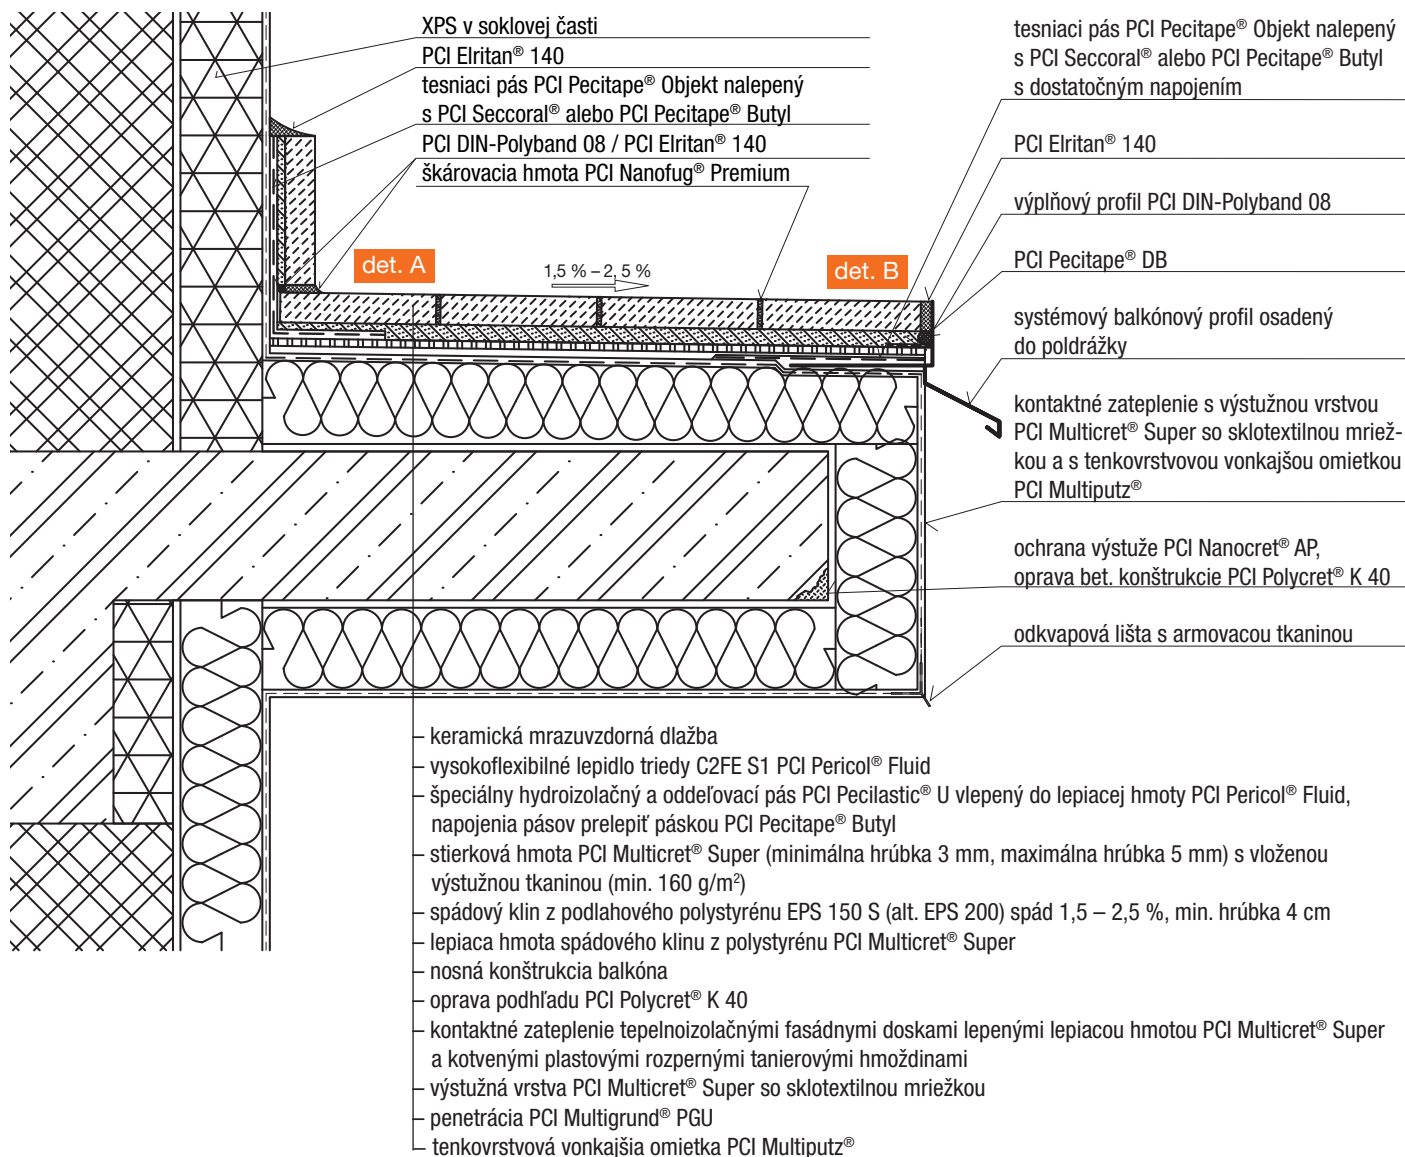 XPS v soklovej časti
PCI Elritan® 140
tesniaci pás PCI Pecitape® Objekt nalepený
s PCI Seccoral® alebo PCI Pecitape® Butyl
PCI DIN-Polyband 08 / PCI Elritan® 140
škárovacia hmota PCI Nanofug® Premium
det. A
1,5 % – 2, 5 %
det. B
tesniaci pás PCI Pecitape® Objekt nalepený
s PCI Seccoral® alebo PCI Pecitape® Butyl
s dostatočným napojením
PCI Elritan® 140
výplňový profil PCI DIN-Polyband 08
PCI Pecitape® DB
systémový balkónový profil osadený
do poldrážky
kontaktné zateplenie s výstužnou vrstvou
PCI Multicret® Super so sklotextilnou mriež-
kou a s tenkovrstvovou vonkajšou omietkou
PCI Multiputz®
ochrana výstuže PCI Nanocret® AP,
oprava bet. konštrukcie PCI Polycret® K 40
odkvapová lišta s armovacou tkaninou
keramická mrazuvzdorná dlažba
vysokoflexibilné lepidlo triedy C2FE S1 PCI Pericol® Fluid
špeciálny hydroizolačný a oddeľovací pás PCI Pecilastic® U vlepený do lepiacej hmoty PCI Pericol® Fluid,
napojenia pásov prelepiť páskou PCI Pecitape® Butyl
stierková hmota PCI Multicret® Super (minimálna hrúbka 3 mm, maximálna hrúbka 5 mm) s vloženou
výstužnou tkaninou (min. 160 g/m²)
spádový klin z podlahového polystyrénu EPS 150 S (alt. EPS 200) spád 1,5 – 2,5 %, min. hrúbka 4 cm
lepiaca hmota spádového klinu z polystyrénu PCI Multicret® Super
nosná konštrukcia balkóna
oprava podhľadu PCI Polycret® K 40
kontaktné zateplenie tepelnoizolačnými fasádnymi doskami lepenými lepiacou hmotou PCI Multicret® Super
a kotvenými plastovými rozpernými tanierovými hmoždinami
výstužná vrstva PCI Multicret® Super so sklotextilnou mriežkou
penetrácia PCI Multigrund® PGU
tenkovrstvová vonkajšia omietka PCI Multiputz®